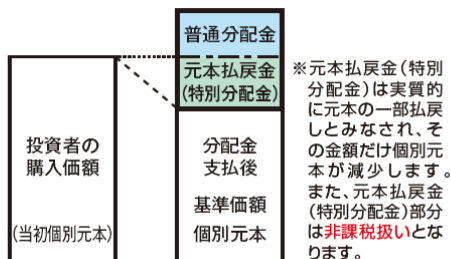 普通分配金
元本払戻金
(特別分配金)
投資者の
購入価額
(当初個別元本)
分配金
支払後
基準価額
個別元本
※元本払戻金(特別
分配金)は実質的
に元本の一部払戻
しとみなされ、そ
の金額だけ個別元
本が減少します。
また、元本払戻金
(特別分配金)部分
は非課税扱いとな
ります。